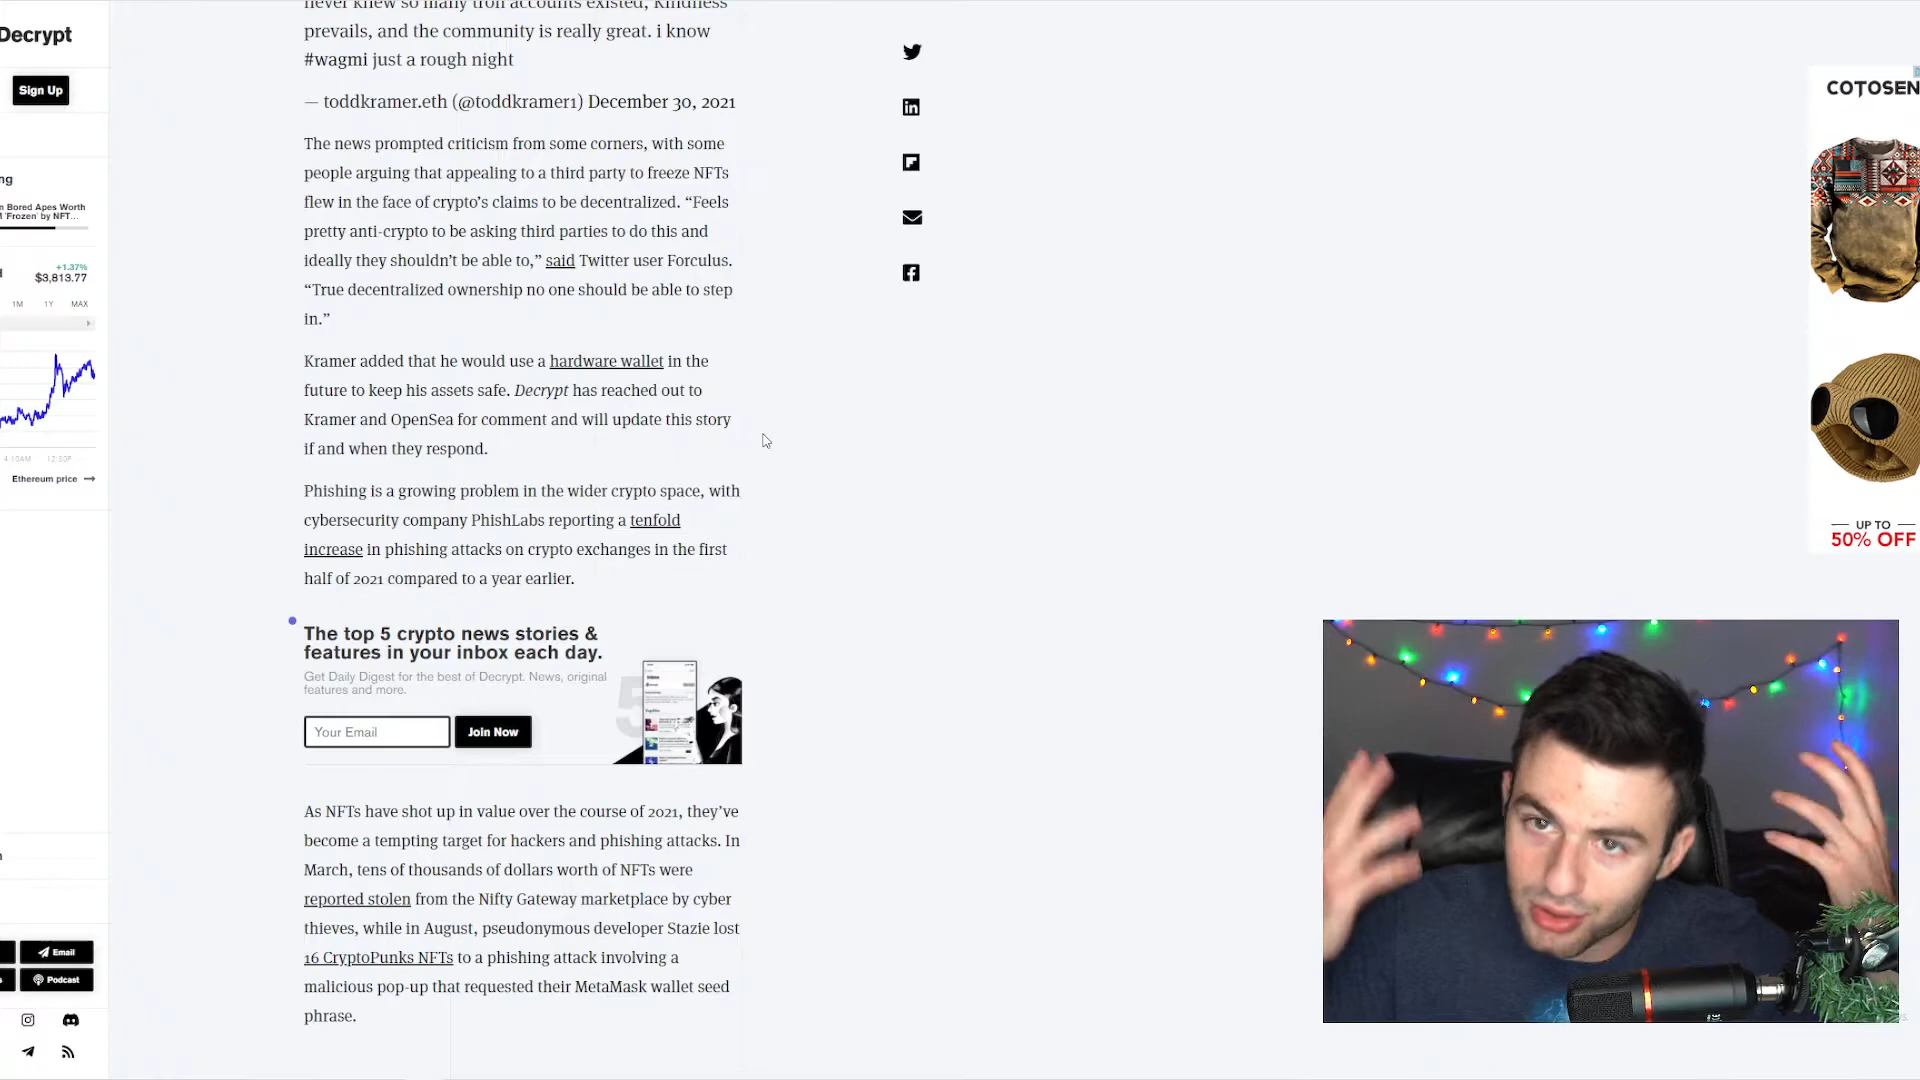 never knew so many troll accounts existed, Kindness
prevails, and the community is really great. i know
#wagmi just a rough night
— toddkramer.eth (@toddkramer1) December 30, 2021
The news prompted criticism from some corners, with some
people arguing that appealing to a third party to freeze NFTs
flew in the face of crypto’s claims to be decentralized. “Feels
pretty anti-crypto to be asking third parties to do this and
ideally they shouldn’t be able to,” said Twitter user Forculus.
“True decentralized ownership no one should be able to step
in.”
Kramer added that he would use a hardware wallet in the
future to keep his assets safe. Decrypt has reached out to
Kramer and OpenSea for comment and will update this story
if and when they respond.
Phishing is a growing problem in the wider crypto space, with
cybersecurity company PhishLabs reporting a tenfold
increase in phishing attacks on crypto exchanges in the first
half of 2021 compared to a year earlier.
The top 5 crypto news stories &
features in your inbox each day.
Get Daily Digest for the best of Decrypt. News, original
features and more.
Your Email
Join Now
As NFTs have shot up in value over the course of 2021, they’ve
become a tempting target for hackers and phishing attacks. In
March, tens of thousands of dollars worth of NFTs were
reported stolen from the Nifty Gateway marketplace by cyber
thieves, while in August, pseudonymous developer Stazie lost
16 CryptoPunks NFTs to a phishing attack involving a
malicious pop-up that requested their MetaMask wallet seed
phrase.
Decrypt
Sign Up
ng
n Bored Apes Worth
'Frozen' by NFT...
+1.37%
$3,813.77
1M 1Y MAX
4:10AM
Ethereum price
Email
Podcast
COTOSEN
UP TO
50% OFF